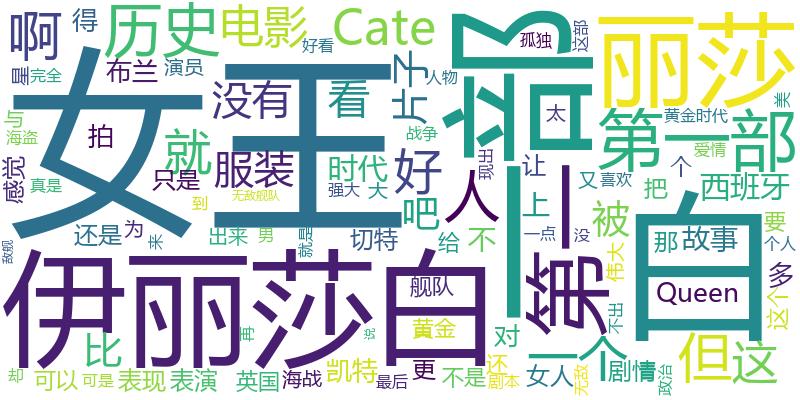 啊
得
历史
电影
Cate
好看
孤独
这部
部
丽莎
星
完全
布兰
演员
没有
看
片子
人物
太
美
女王
与
海盗
拍
就
服装
时代
好
战争
黄金时代
第一部
爱情
感觉
真是
只是
无敌舰队
强大
大
人
一
现出
让
个
又
喜欢
把
西班牙
到
还是
为
来
出来
男
就是
切特
吧
给
不
上
一点
没
第一
被
伟大
白
那
故事
要
个人
敌舰
伊丽莎白
舰队
黄金
Queen
多
这个
比
再
说
对
不出
一个
但
这
却
可以
可是
表现
表演
英国
海战
凯特
最后
更
不是
还
剧本
女人
无敌
剧情
政治